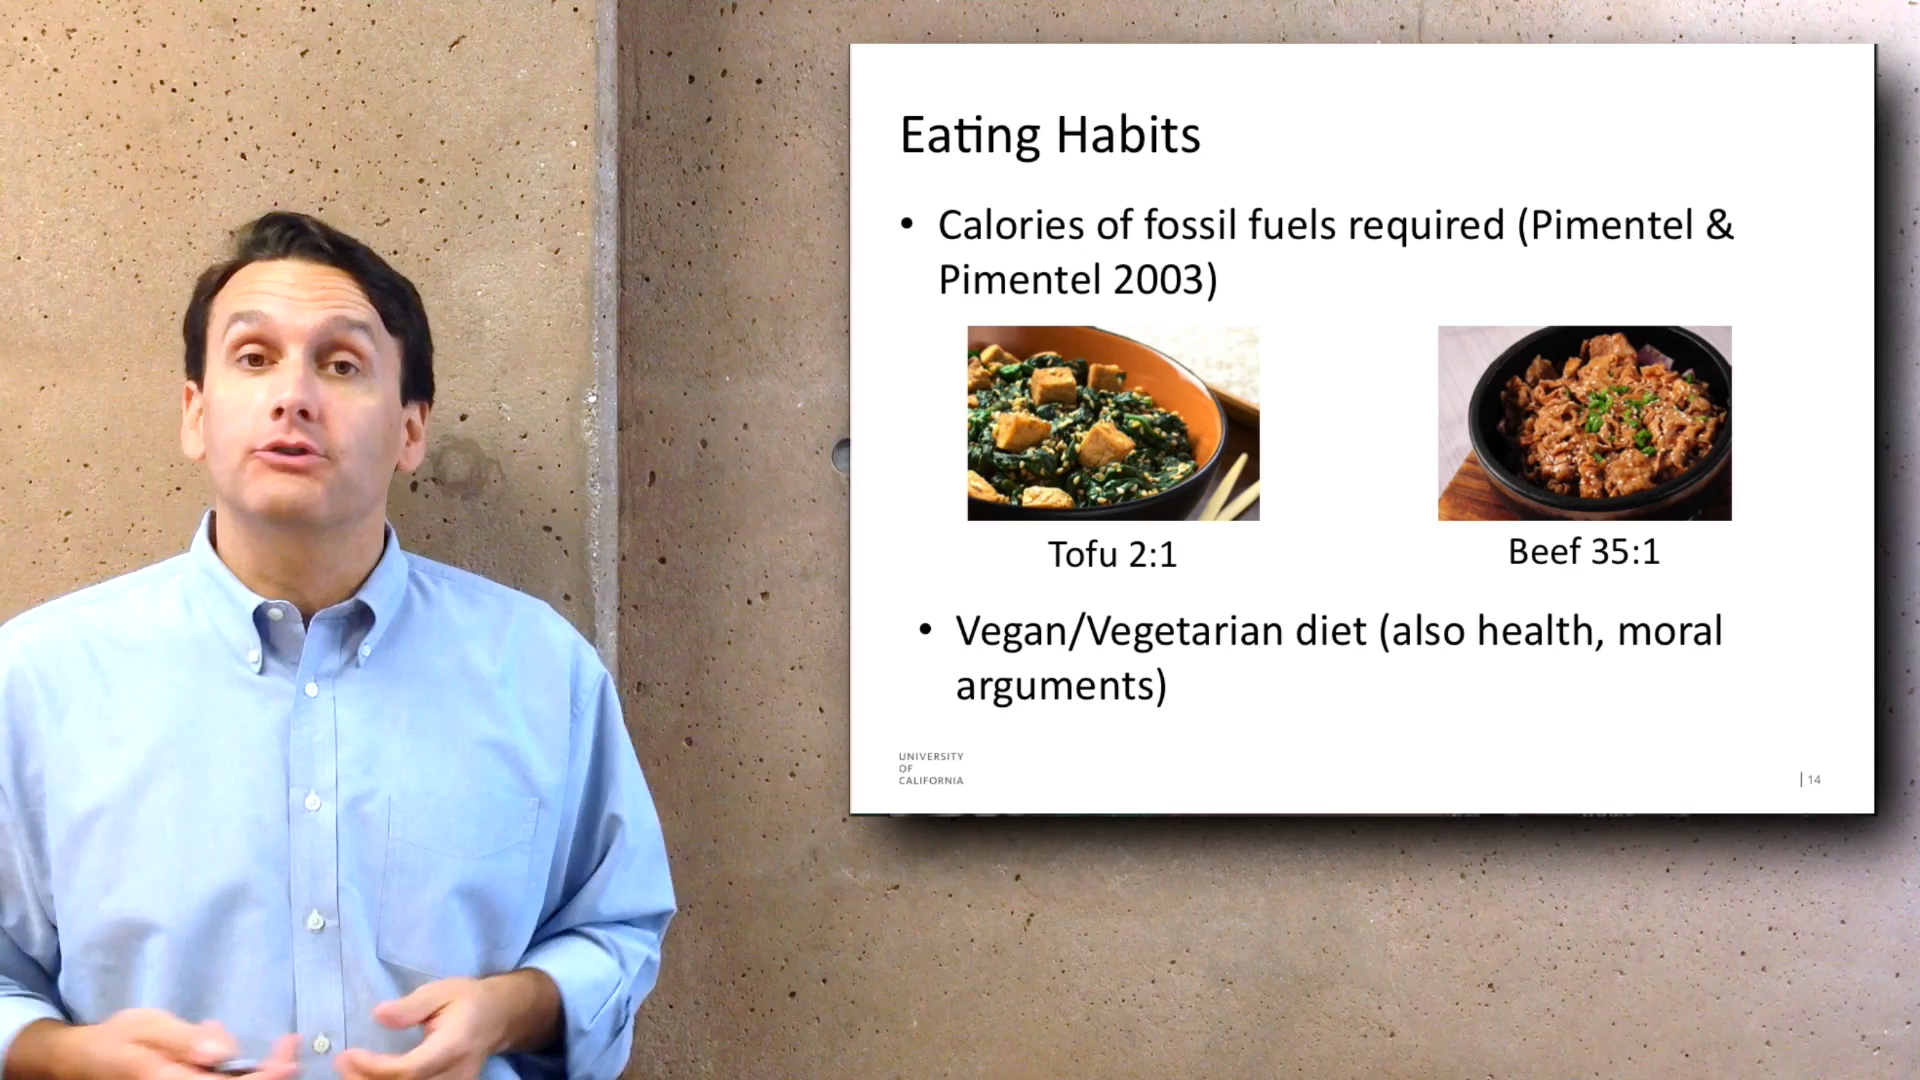 Eating Habits
• Calories of fossil fuels required (Pimentel &
Pimentel 2003)
Tofu 2:1
Beef 35:1
• Vegan/Vegetarian diet (also health, moral
arguments)
UNIVERSITY
OF
CALIFORNIA
| 14